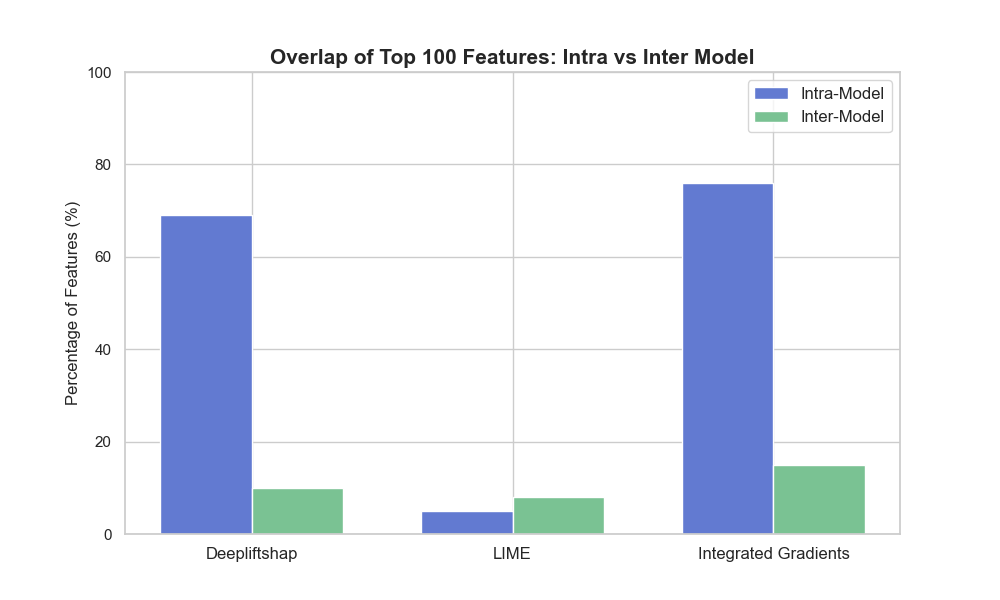 Overlap of Top 100 Features: Intra vs Inter Model
Intra-Model
Inter-Model
Percentage of Features (%)
100
80
60
40
20
0
Deepliftshap
LIME
Integrated Gradients